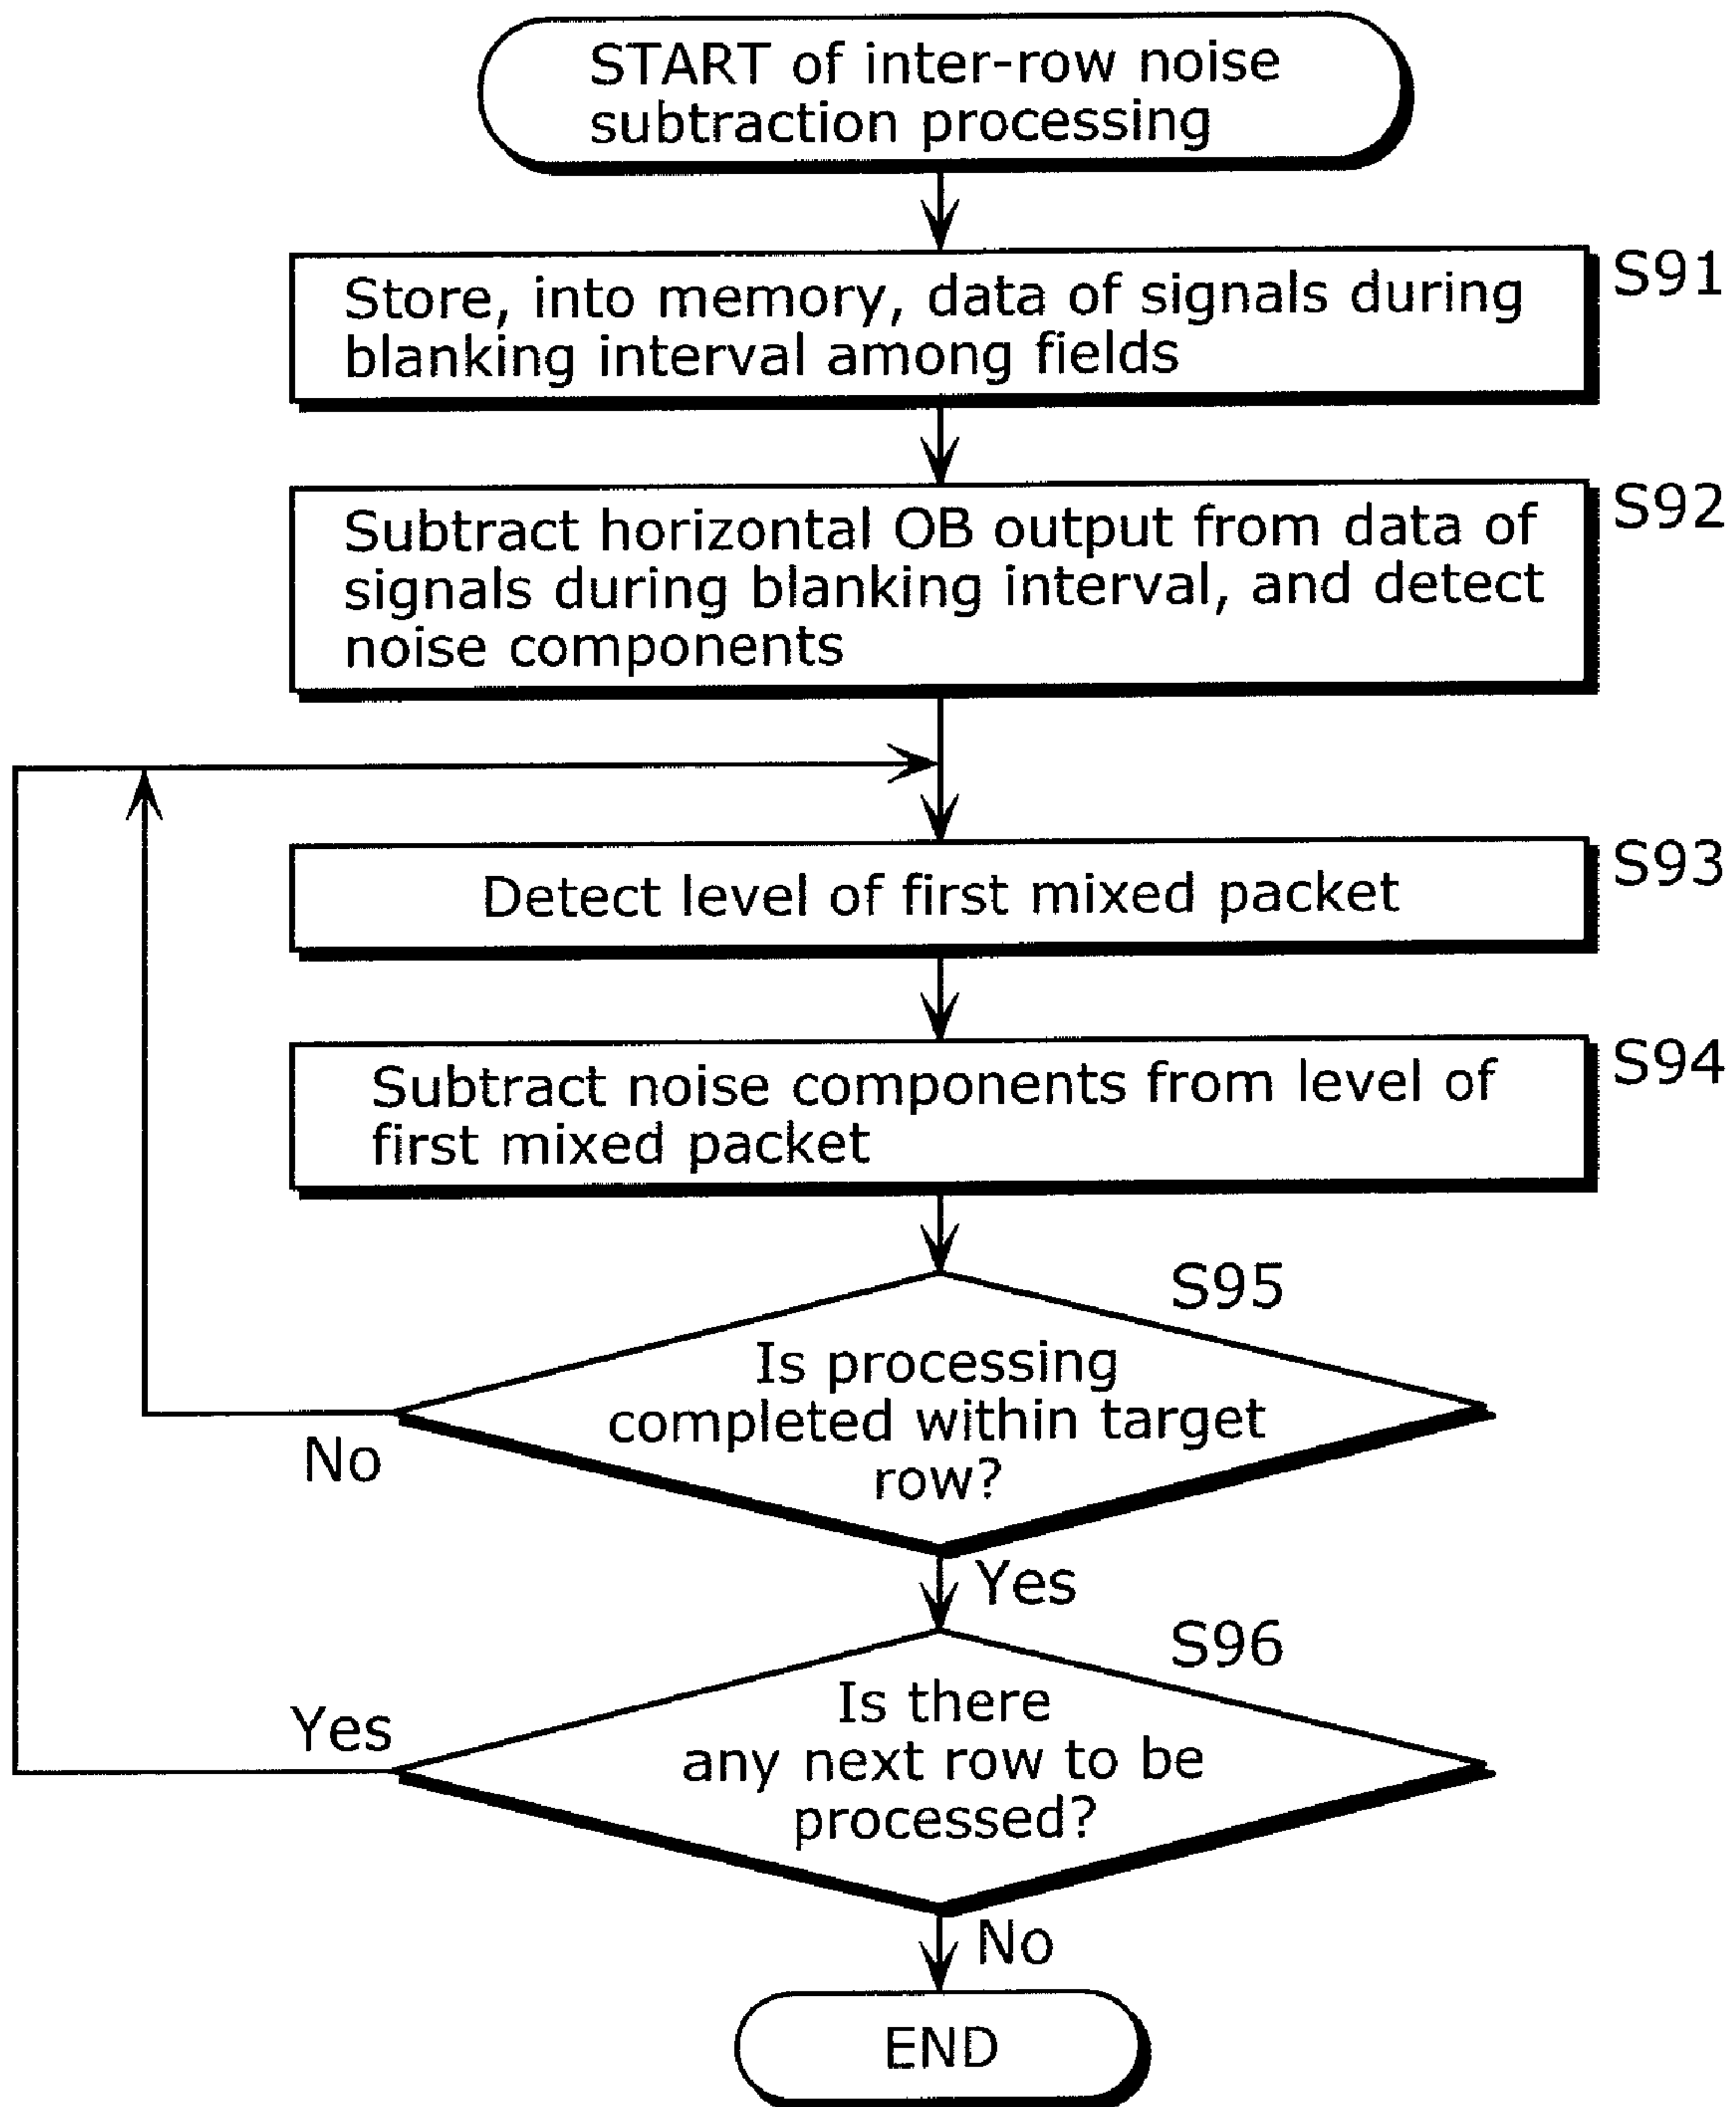 START of inter-row noise
subtraction processing
S91
Store, into memory, data of signals during
blanking interval among fields
S92
Subtract horizontal OB output from data of
signals during blanking interval, and detect
noise components
S93
Detect level of first mixed packet
S94
Subtract noise components from level of
first mixed packet
S95
Is processing
completed within target
row?
No
Yes
S96
Is there
any next row to be
processed?
Yes
No
END